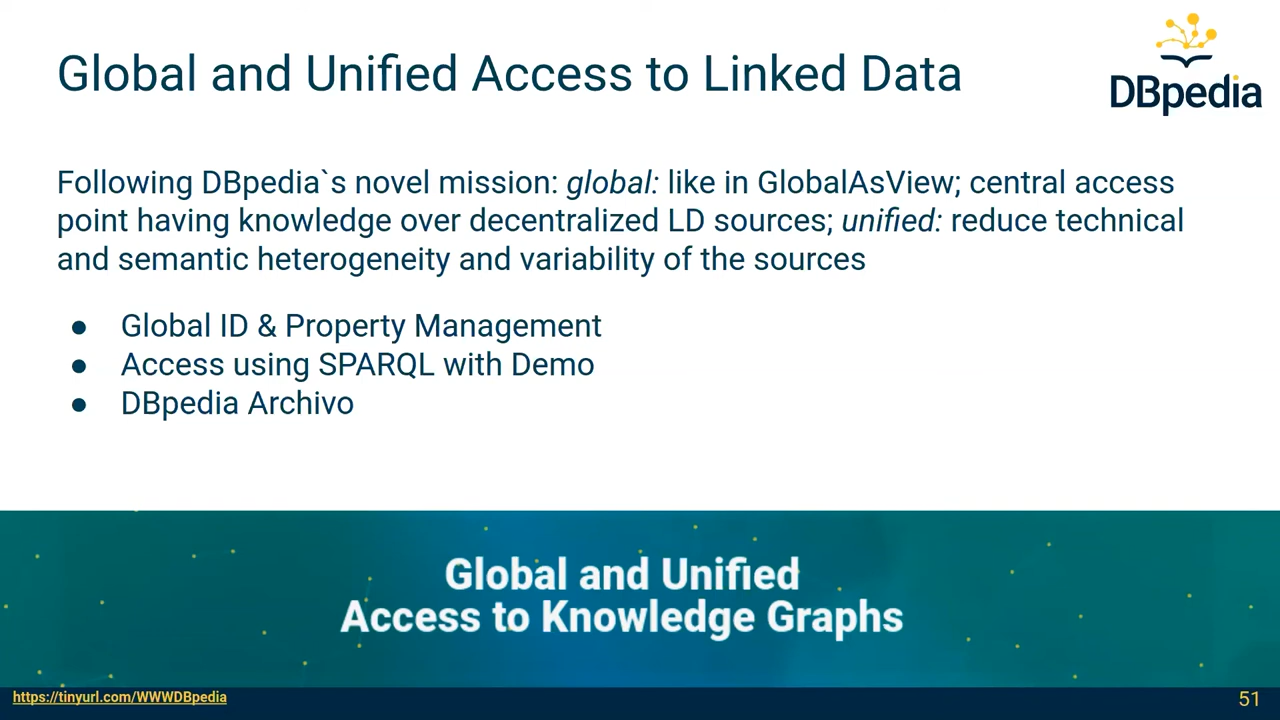 Global and Unified Access to Linked Data
DBpedia
Following DBpedia`s novel mission: global: like in GlobalAsView; central access
point having knowledge over decentralized LD sources; unified: reduce technical
and semantic heterogeneity and variability of the sources
● Global ID & Property Management
● Access using SPARQL with Demo
● DBpedia Archivo
Global and Unified
Access to Knowledge Graphs
https://tinyurl.com/WWWDBpedia
51